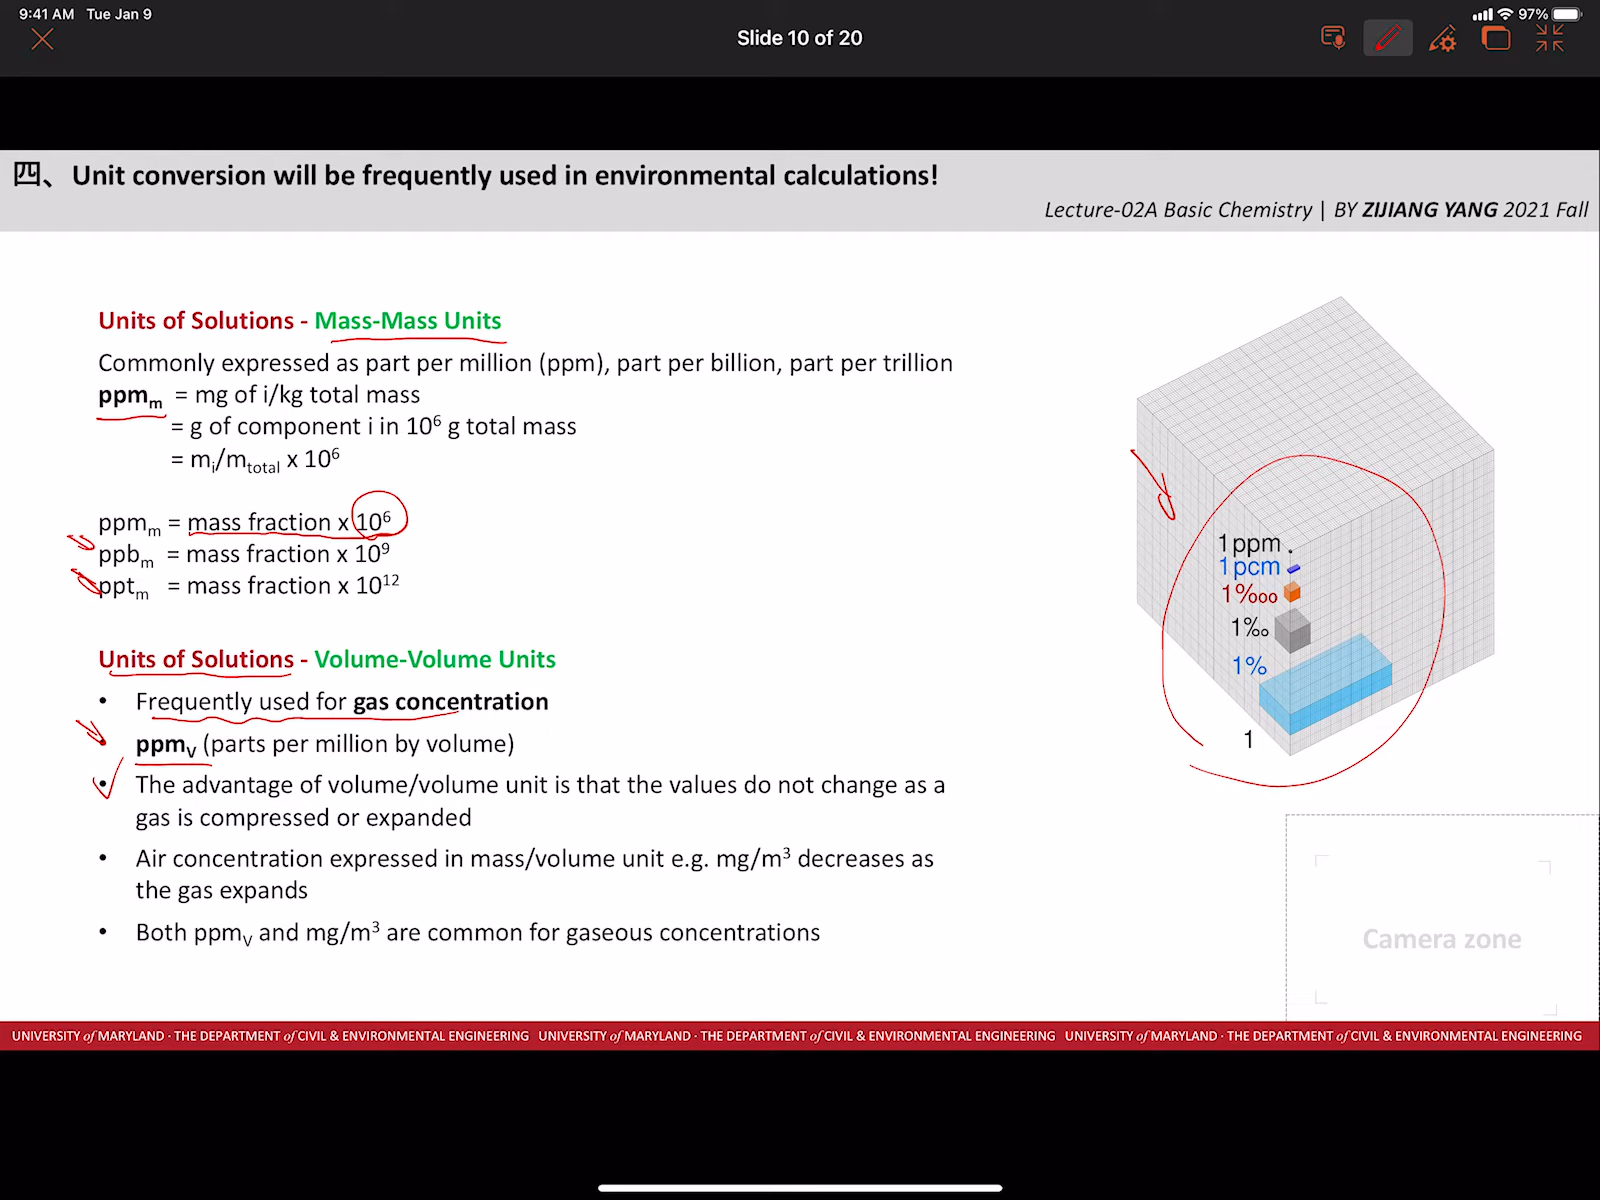 9:41 AM Tue Jan 9
97%
Slide 10 of 20
四、 Unit conversion will be frequently used in environmental calculations!
Lecture-02A Basic Chemistry | BY ZIJIANG YANG 2021 Fall
Units of Solutions - Mass-Mass Units
Commonly expressed as part per million (ppm), part per billion, part per trillion
ppmₘ = mg of i/kg total mass
= g of component i in 10⁶ g total mass
= mᵢ/m_total x 10⁶
ppmₘ = mass fraction x 10⁶
ppbₘ = mass fraction x 10⁹
pptₘ = mass fraction x 10¹²
Units of Solutions - Volume-Volume Units
• Frequently used for gas concentration
• ppmᵥ (parts per million by volume)
• The advantage of volume/volume unit is that the values do not change as a
gas is compressed or expanded
• Air concentration expressed in mass/volume unit e.g. mg/m³ decreases as
the gas expands
• Both ppmᵥ and mg/m³ are common for gaseous concentrations
1ppm
1pcm
1‱
1‰
1%
1
Camera zone
UNIVERSITY of MARYLAND · THE DEPARTMENT of CIVIL & ENVIRONMENTAL ENGINEERING UNIVERSITY of MARYLAND · THE DEPARTMENT of CIVIL & ENVIRONMENTAL ENGINEERING UNIVERSITY of MARYLAND · THE DEPARTMENT of CIVIL & ENVIRONMENTAL ENGINEERING